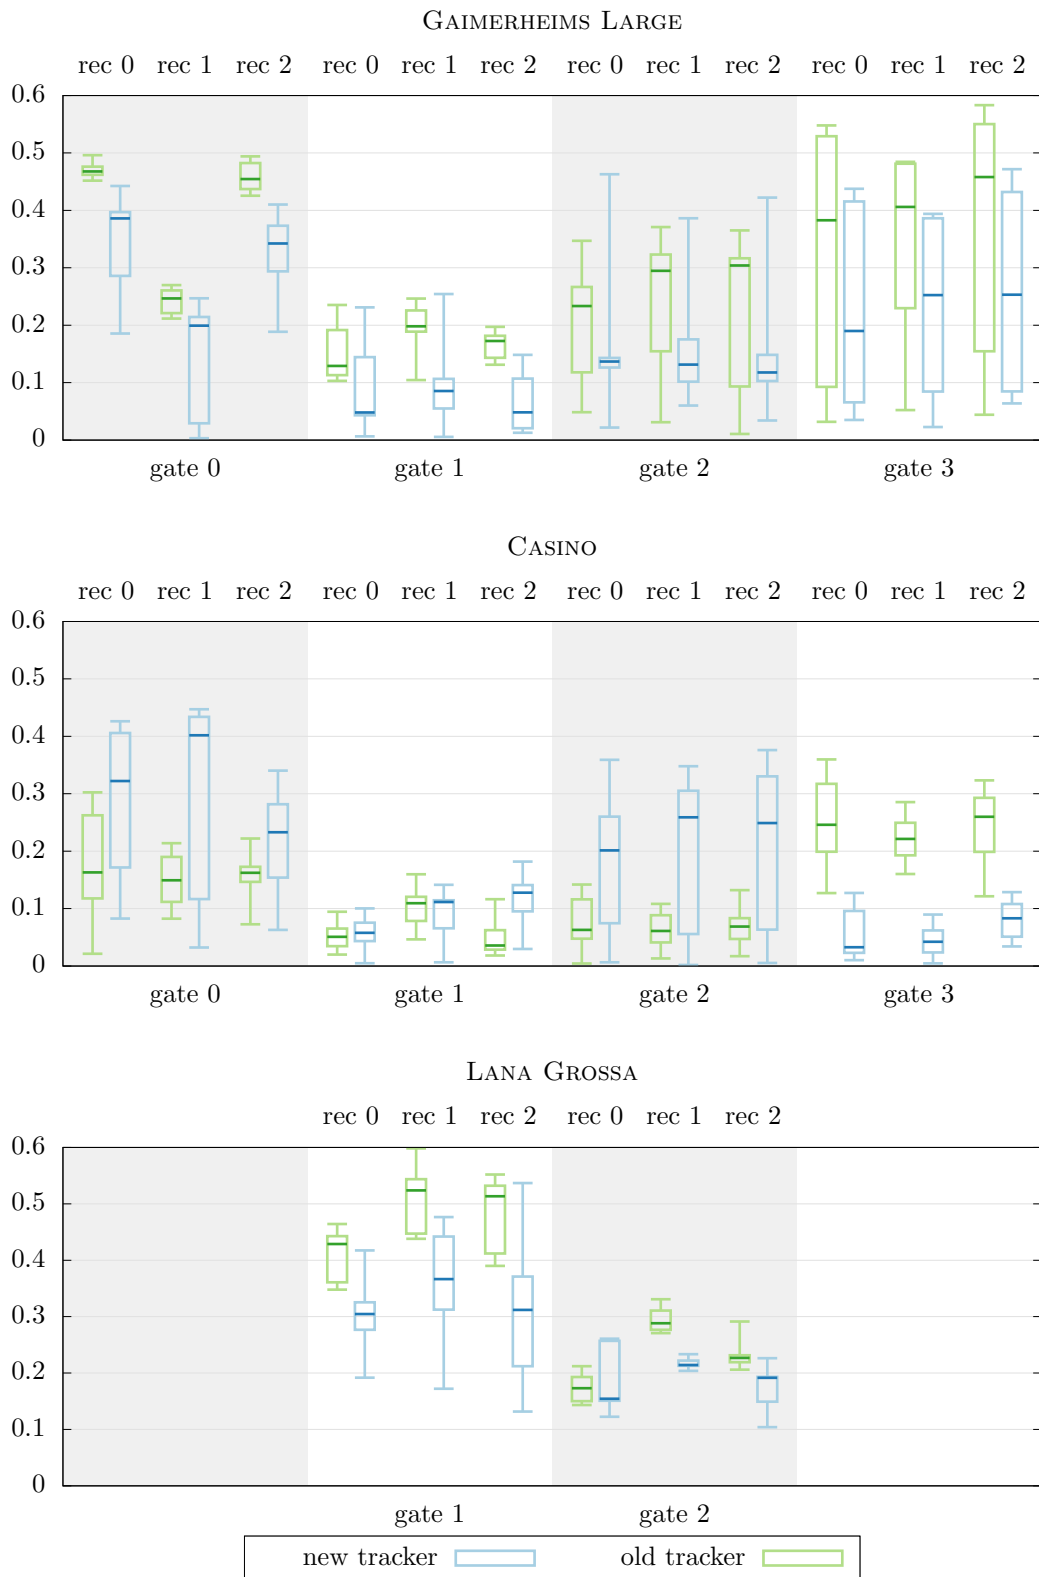 GAIMERHEIMS LARGE
rec 0 rec 1 rec 2 rec 0 rec 1 rec 2 rec 0 rec 1 rec 2 rec 0 rec 1 rec 2
0.6
0.5
0.4
0.3
0.2
0.1
0
gate 0 gate 1 gate 2 gate 3
CASINO
rec 0 rec 1 rec 2 rec 0 rec 1 rec 2 rec 0 rec 1 rec 2 rec 0 rec 1 rec 2
0.6
0.5
0.4
0.3
0.2
0.1
0
gate 0 gate 1 gate 2 gate 3
LANA GROSSA
rec 0 rec 1 rec 2 rec 0 rec 1 rec 2
0.6
0.5
0.4
0.3
0.2
0.1
0
gate 1 gate 2
new tracker old tracker